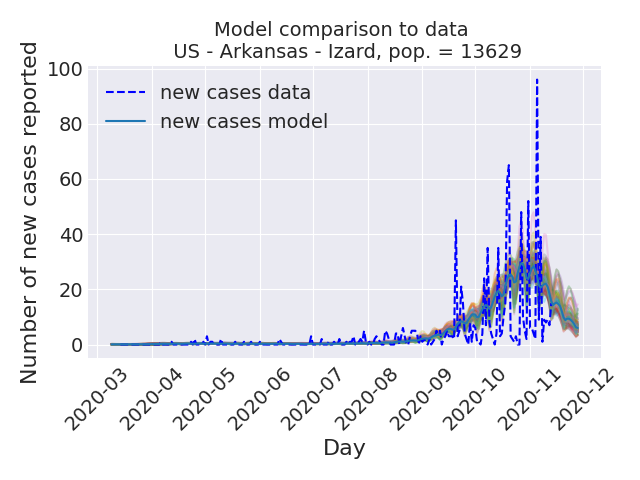 Model comparison to data
US - Arkansas - Izard, pop. = 13629
Number of new cases reported
100
80
60
40
20
0
new cases data
new cases model
2020-03
2020-04
2020-05
2020-06
2020-07
2020-08
2020-09
2020-10
2020-11
2020-12
Day